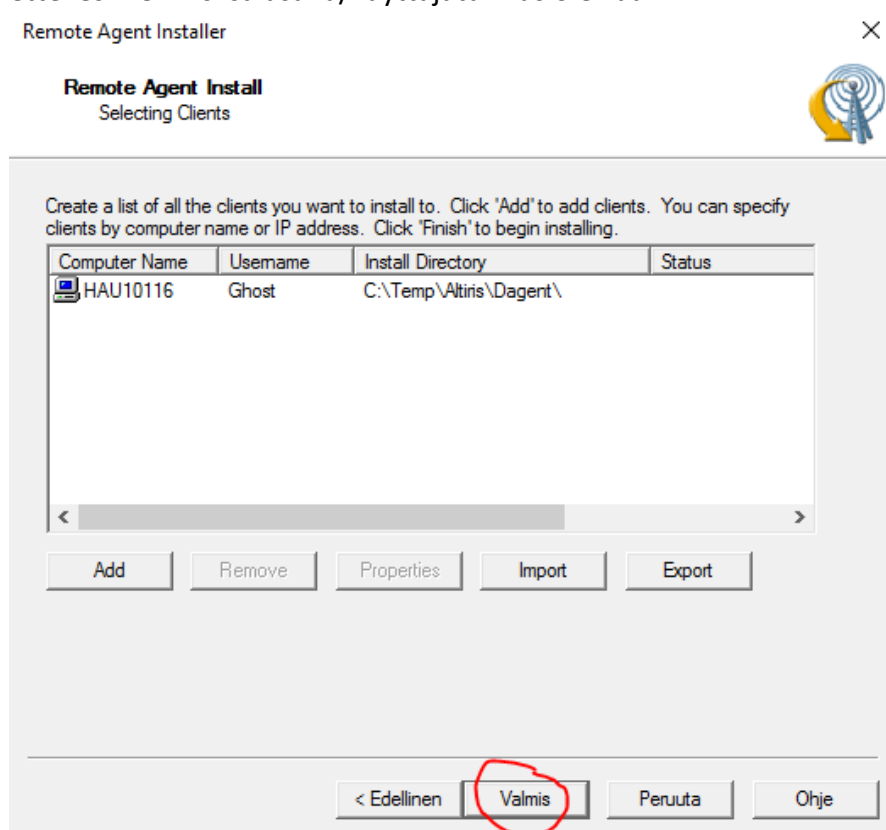 Remote Agent Installer
Remote Agent Install
Selecting Clients
Create a list of all the clients you want to install to. Click 'Add' to add clients. You can specify
clients by computer name or IP address. Click 'Finish' to begin installing.
Computer Name Username Install Directory Status
HAU10116 Ghost C:\Temp\Altiris\Dagent\
Add Remove Properties Import Export
< Edellinen Valmis Peruuta Ohje